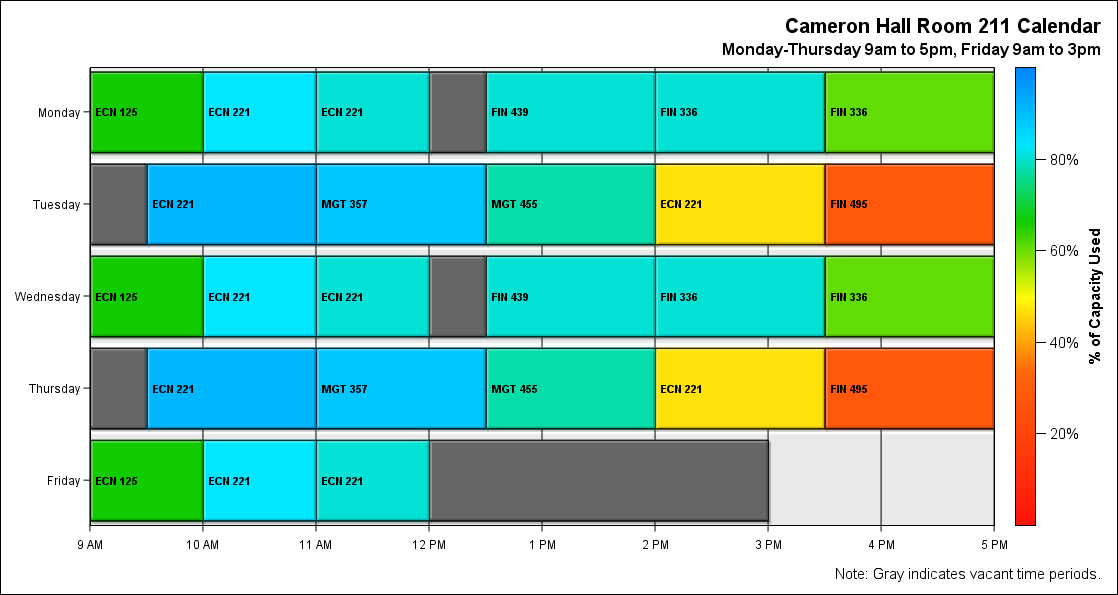 Cameron Hall Room 211 Calendar
Monday-Thursday 9am to 5pm, Friday 9am to 3pm
Monday ECN 125 ECN 221 ECN 221 FIN 439 FIN 336 FIN 336
Tuesday ECN 221 MGT 357 MGT 455 ECN 221 FIN 495
Wednesday ECN 125 ECN 221 ECN 221 FIN 439 FIN 336 FIN 336
Thursday ECN 221 MGT 357 MGT 455 ECN 221 FIN 495
Friday ECN 125 ECN 221 ECN 221
9 AM 10 AM 11 AM 12 PM 1 PM 2 PM 3 PM 4 PM 5 PM
80%
60%
40%
20%
% of Capacity Used
Note: Gray indicates vacant time periods.